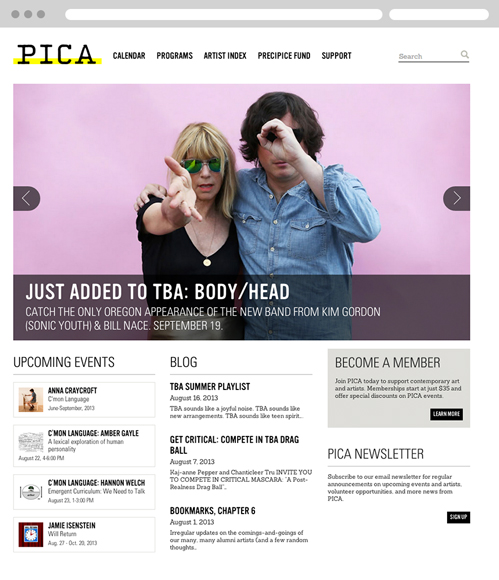 PICA
CALENDAR PROGRAMS ARTIST INDEX PRECIPICE FUND SUPPORT
Search
JUST ADDED TO TBA: BODY/HEAD
CATCH THE ONLY OREGON APPEARANCE OF THE NEW BAND FROM KIM GORDON
(SONIC YOUTH) & BILL NACE. SEPTEMBER 19.
UPCOMING EVENTS
ANNA CRAYCROFT
C'mon Language
June-September, 2013
C'MON LANGUAGE: AMBER GAYLE
A lexical exploration of human
personality
August 22, 4-6:00 PM
C'MON LANGUAGE: HANNON WELCH
Emergent Curriculum: We Need to Talk
August 23, 1-3:00 PM
JAMIE ISENSTEIN
Will Return
Aug. 27 - Oct. 20, 2013
BLOG
TBA SUMMER PLAYLIST
August 16, 2013
TBA sounds like a joyful noise. TBA sounds like
new arrangements. TBA sounds like teen spirit...
GET CRITICAL: COMPETE IN TBA DRAG
BALL
August 7, 2013
Kaj-anne Pepper and Chanticleer Tru INVITE YOU
TO COMPETE IN CRITICAL MASCARA: "A Post-
Realness Drag Ball"...
BOOKMARKS, CHAPTER 6
August 1, 2013
Irregular updates on the comings-and-goings of
our many, many alumni artists (and a few random
thoughts...
BECOME A MEMBER
Join PICA today to support contemporary art
and artists. Memberships start at just $35 and
offer special discounts on PICA events.
LEARN MORE
PICA NEWSLETTER
Subscribe to our email newsletter for regular
announcements on upcoming events and artists,
volunteer opportunities, and more news from
PICA.
SIGN UP